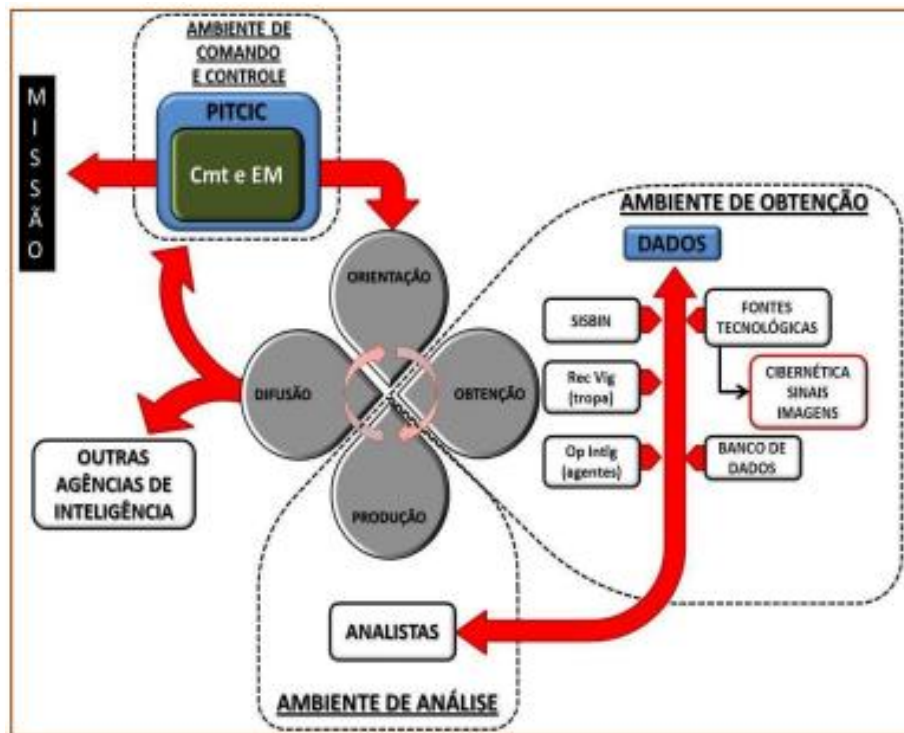 AMBIENTE DE
COMANDO
E CONTROLE
MISSÃO
PITCIC
Cmt e EM
AMBIENTE DE OBTENÇÃO
DADOS
ORIENTAÇÃO
SISBIN
FONTES
TECNOLÓGICAS
DIFUSÃO
OBTENÇÃO
Rec Vig
(tropa)
CIBERNÉTICA
SINAIS
IMAGENS
OUTRAS
AGÊNCIAS DE
INTELIGÊNCIA
Op Intlg
(agentes)
BANCO DE
DADOS
PRODUÇÃO
ANALISTAS
AMBIENTE DE ANÁLISE